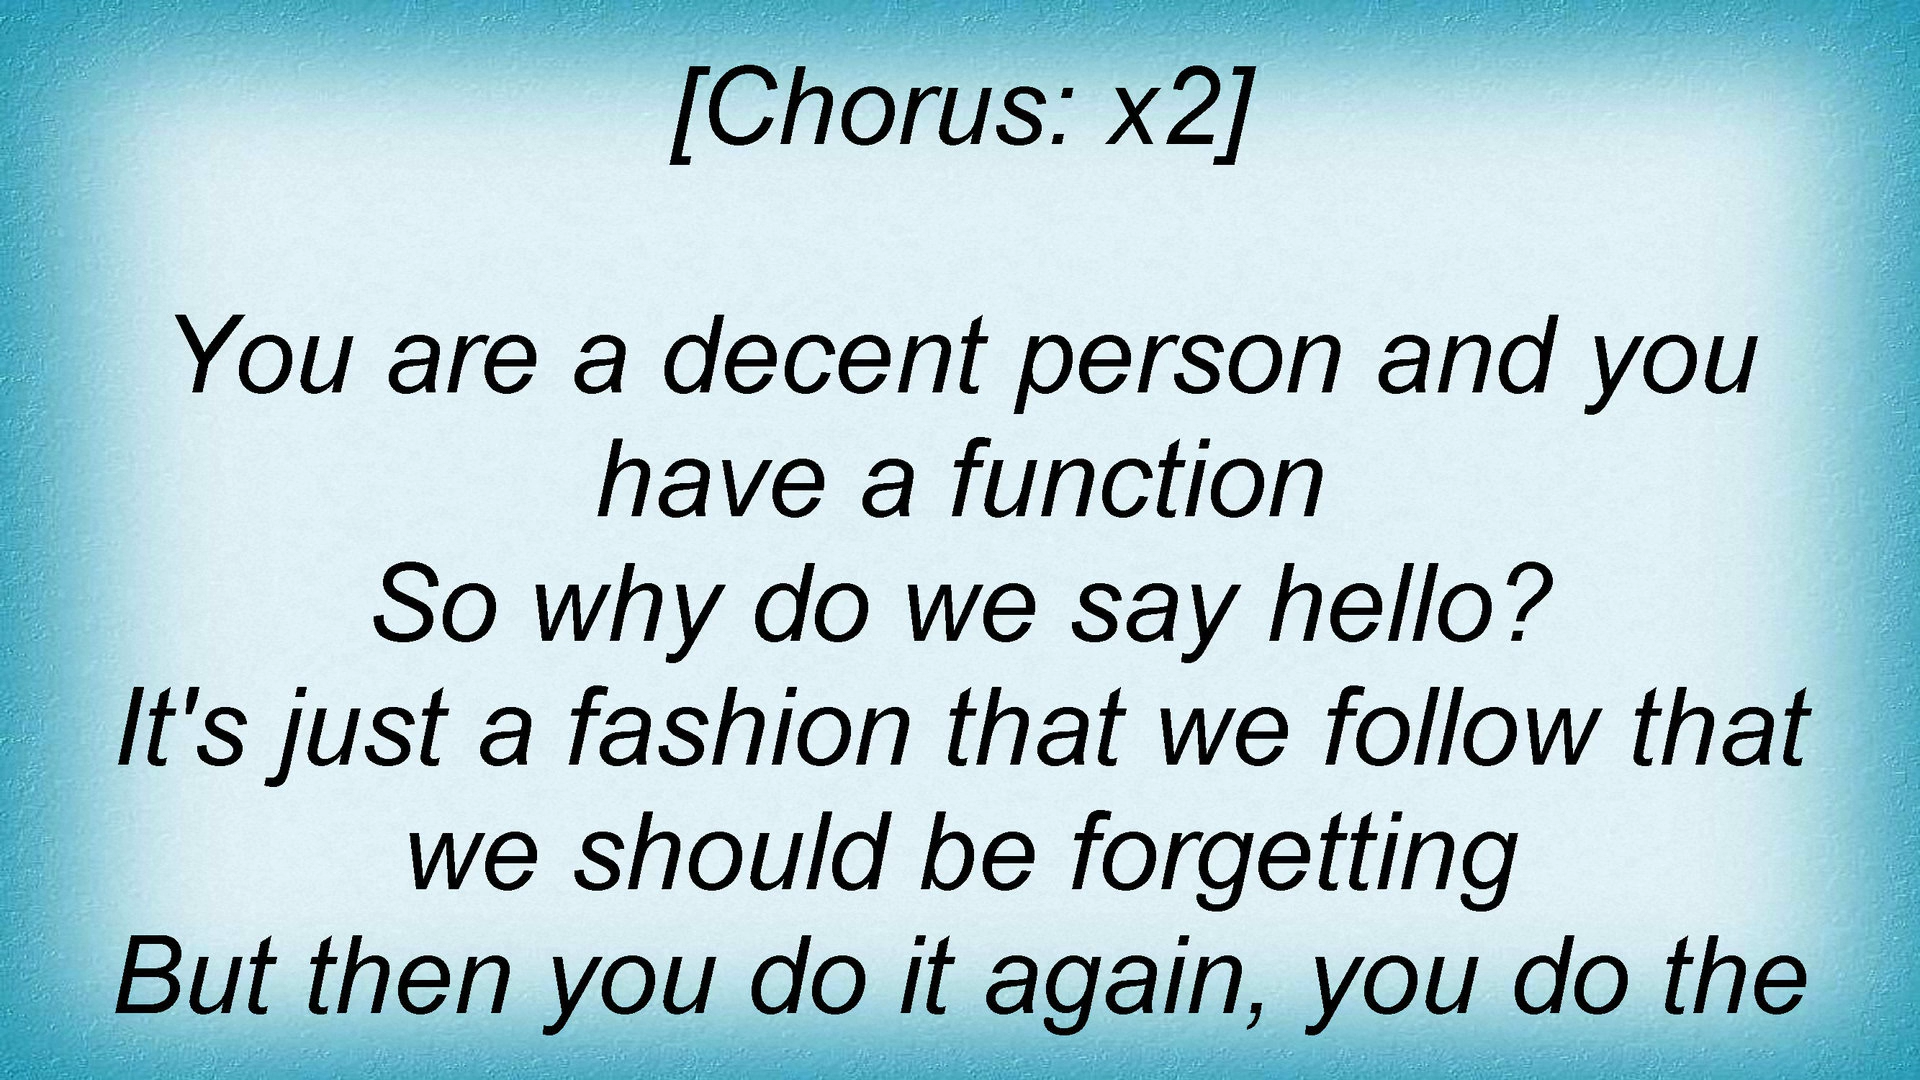 [Chorus: x2]
You are a decent person and you
have a function
So why do we say hello?
It's just a fashion that we follow that
we should be forgetting
But then you do it again, you do the